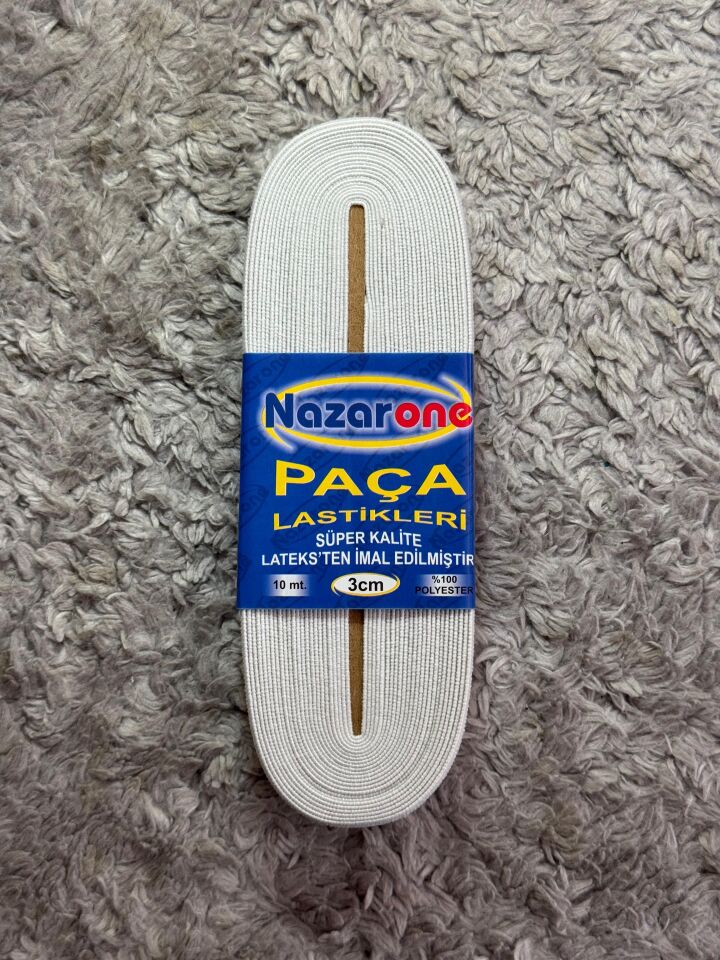 Nazarone
PAÇA
LASTİKLERİ
SÜPER KALİTE
LATEKS'TEN İMAL EDİLMİŞTİR
10 mt. 3cm %100 POLYESTER